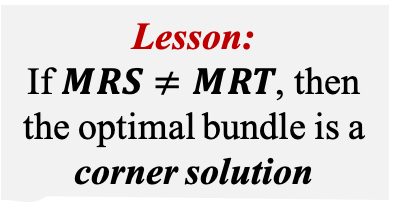 Lesson:
If MRS ≠ MRT, then
the optimal bundle is a
corner solution